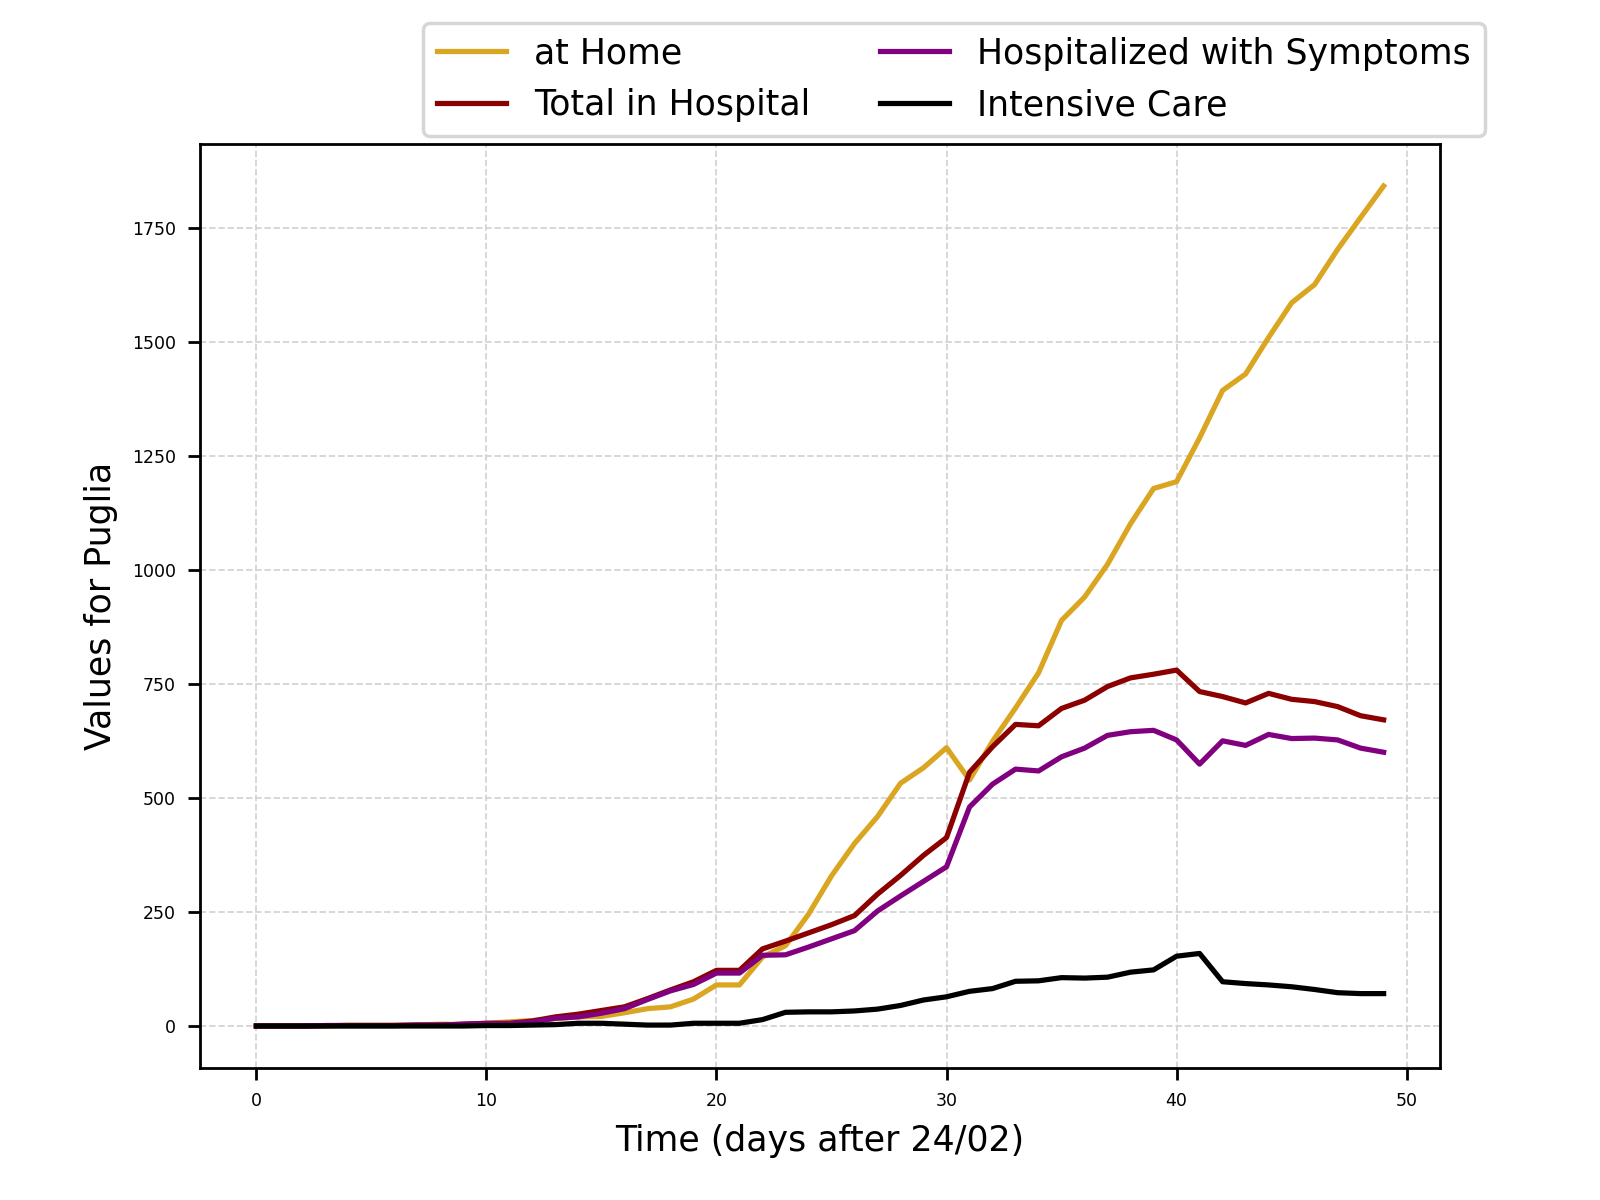 at Home
Total in Hospital
Hospitalized with Symptoms
Intensive Care
Values for Puglia
1750
1500
1250
1000
750
500
250
0
0 10 20 30 40 50
Time (days after 24/02)